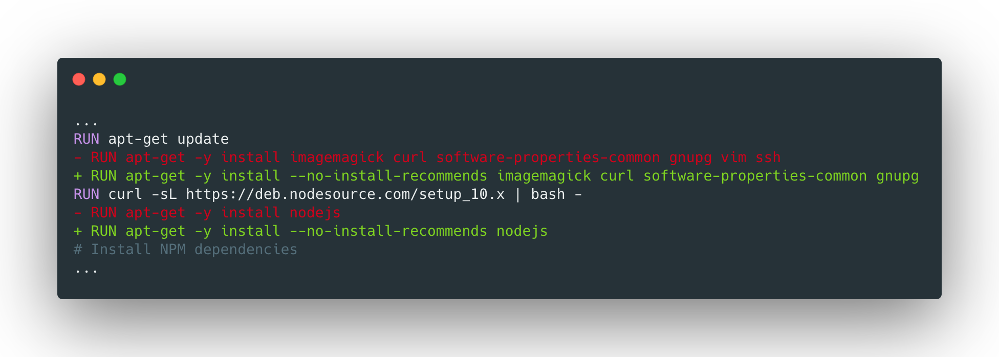 ...
RUN apt-get update
- RUN apt-get -y install imagemagick curl software-properties-common gnupg vim ssh
+ RUN apt-get -y install --no-install-recommends imagemagick curl software-properties-common gnupg
RUN curl -sL https://deb.nodesource.com/setup_10.x | bash -
- RUN apt-get -y install nodejs
+ RUN apt-get -y install --no-install-recommends nodejs
# Install NPM dependencies
...